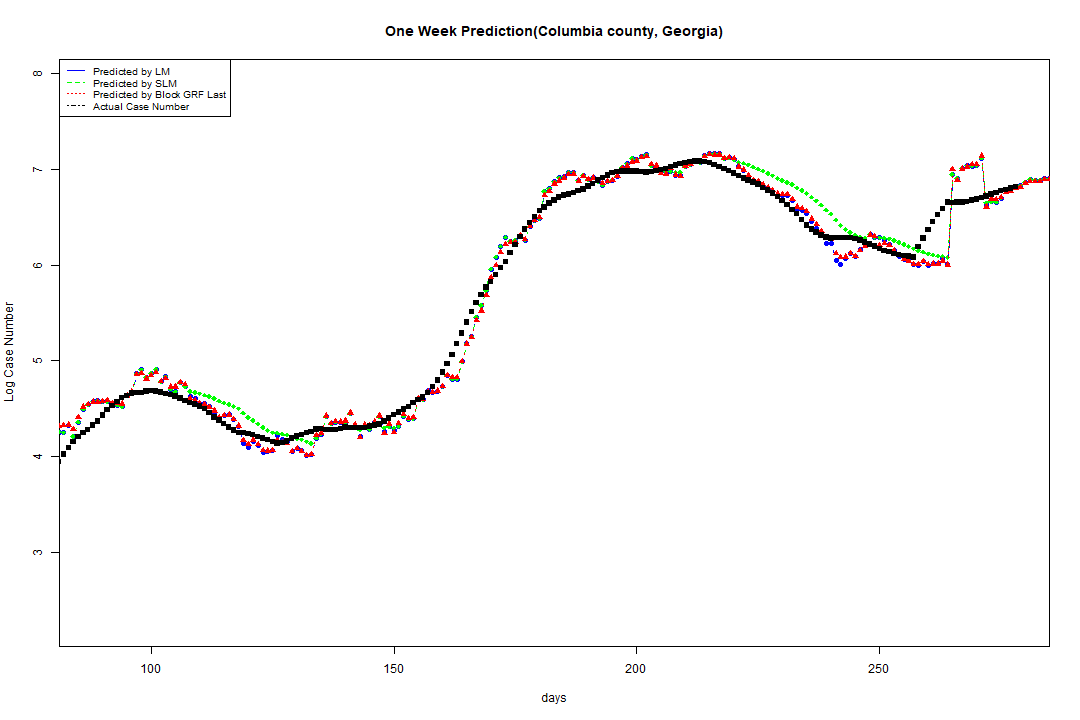 One Week Prediction(Columbia county, Georgia)
Predicted by LM
Predicted by SLM
Predicted by Block GRF Last
Actual Case Number
8
7
6
5
4
3
Log Case Number
100 150 200 250
days